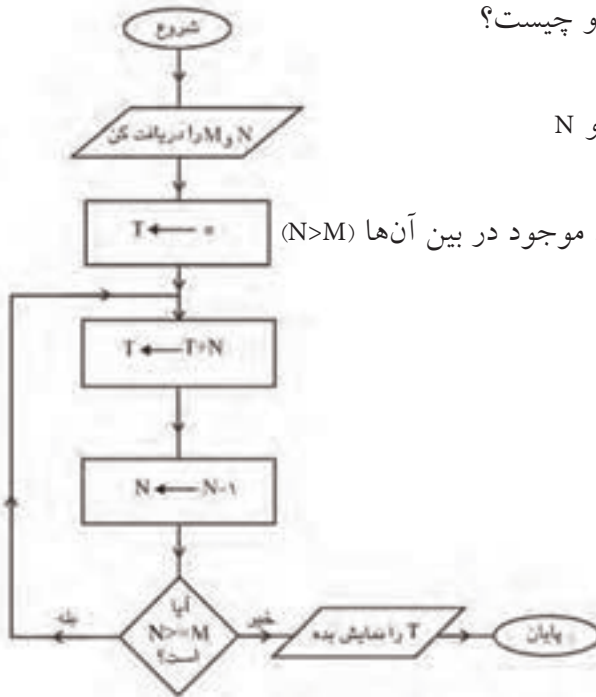 و چیست؟
شروع
N و M را دریافت کن
و N
T ← ۰
موجود در بین آن‌ها (N>M)
T ← T+N
N ← N-۱
آیا
N>=M
است؟
بله
خیر
T را نمایش بده
پایان